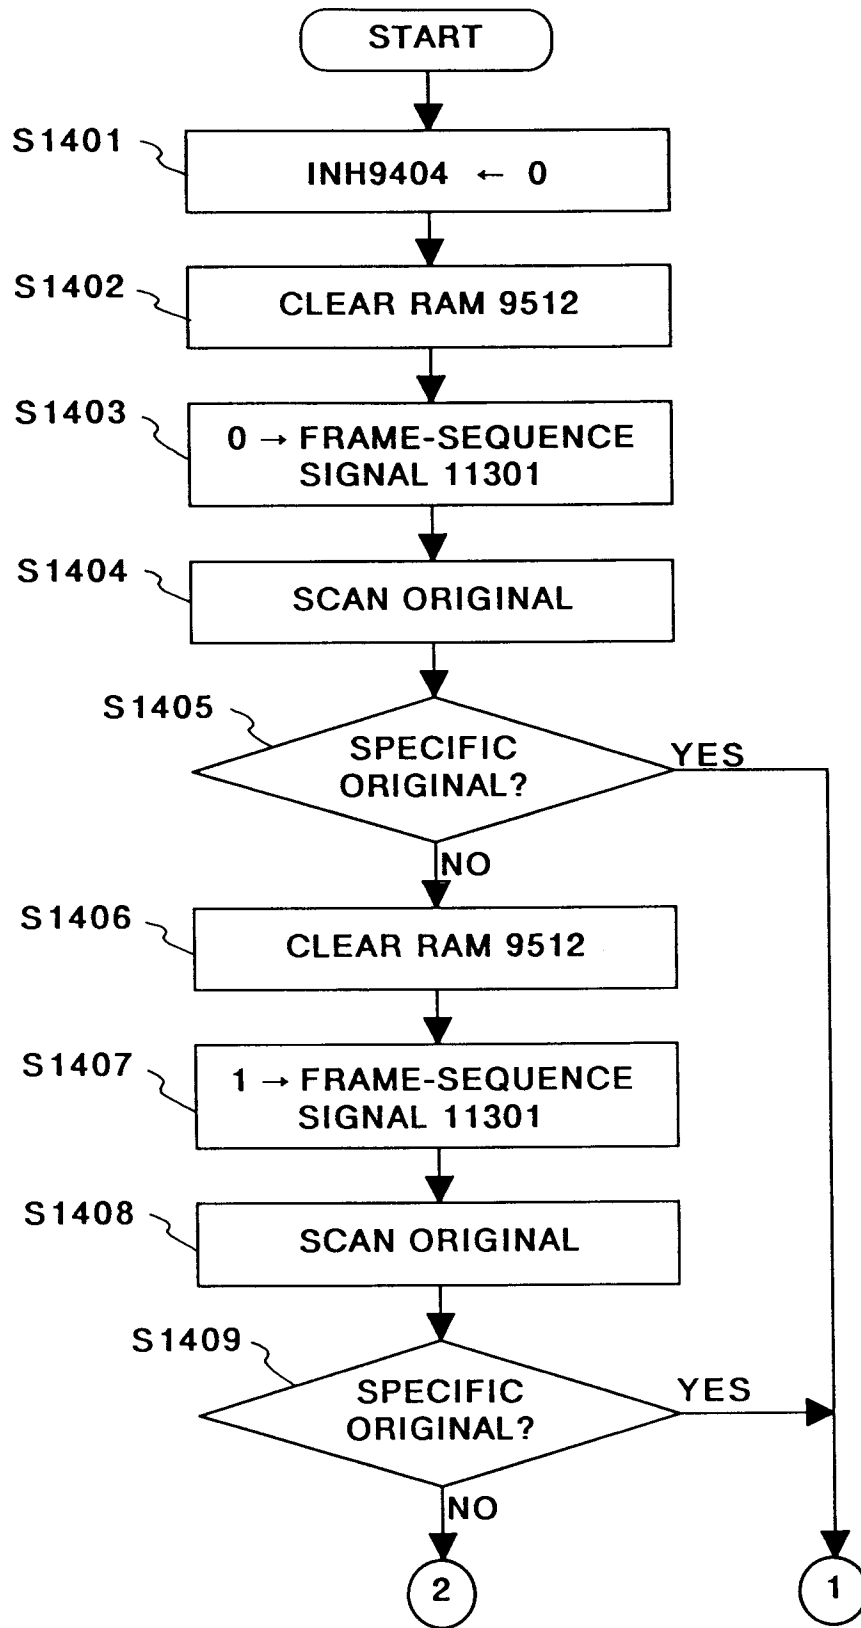 START
S1401
INH9404 ← 0
S1402
CLEAR RAM 9512
S1403
0 → FRAME-SEQUENCE
SIGNAL 11301
S1404
SCAN ORIGINAL
S1405
SPECIFIC
ORIGINAL?
YES
NO
S1406
CLEAR RAM 9512
S1407
1 → FRAME-SEQUENCE
SIGNAL 11301
S1408
SCAN ORIGINAL
S1409
SPECIFIC
ORIGINAL?
YES
NO
2
1